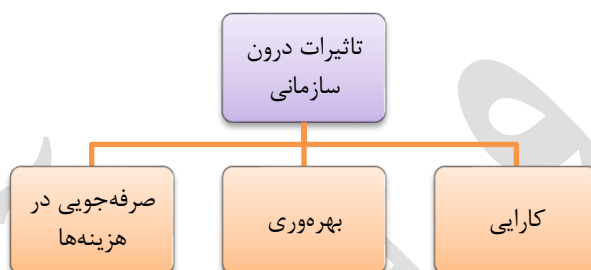 تاثیرات درون
سازمانی
کارایی
بهره‌وری
صرفه‌جویی در
هزینه‌ها